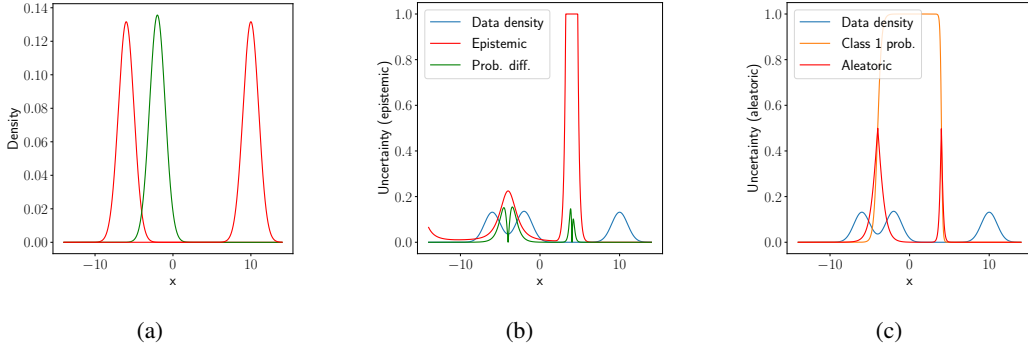 0.14
0.12
0.10
0.08
0.06
0.04
0.02
0.00
Density
−10
0
10
x
(a)
1.0
0.8
0.6
0.4
0.2
0.0
Uncertainty (epistemic)
Data density
Epistemic
Prob. diff.
−10
0
10
x
(b)
1.0
0.8
0.6
0.4
0.2
0.0
Uncertainty (aleatoric)
Data density
Class 1 prob.
Aleatoric
−10
0
10
x
(c)